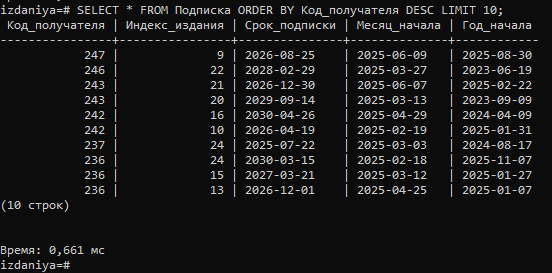 izdaniya=# SELECT * FROM Подписка ORDER BY Код_получателя DESC LIMIT 10;
Код_получателя | Индекс_издания | Срок_подписки | Месяц_начала | Год_начала
----------------+----------------+---------------+--------------+------------
247 | 9 | 2026-08-25 | 2025-06-09 | 2025-08-30
246 | 22 | 2028-02-29 | 2025-03-27 | 2023-06-19
243 | 21 | 2026-12-30 | 2025-06-07 | 2025-02-22
243 | 20 | 2029-09-14 | 2025-03-13 | 2023-09-09
242 | 16 | 2030-04-26 | 2025-04-29 | 2024-04-09
242 | 10 | 2026-04-19 | 2025-02-19 | 2025-01-31
237 | 24 | 2025-07-22 | 2025-03-03 | 2024-08-17
236 | 24 | 2030-03-15 | 2025-02-18 | 2025-11-07
236 | 15 | 2027-03-21 | 2025-03-12 | 2025-01-27
236 | 13 | 2026-12-01 | 2025-04-25 | 2025-01-07
(10 строк)
Время: 0,661 мс
izdaniya=#